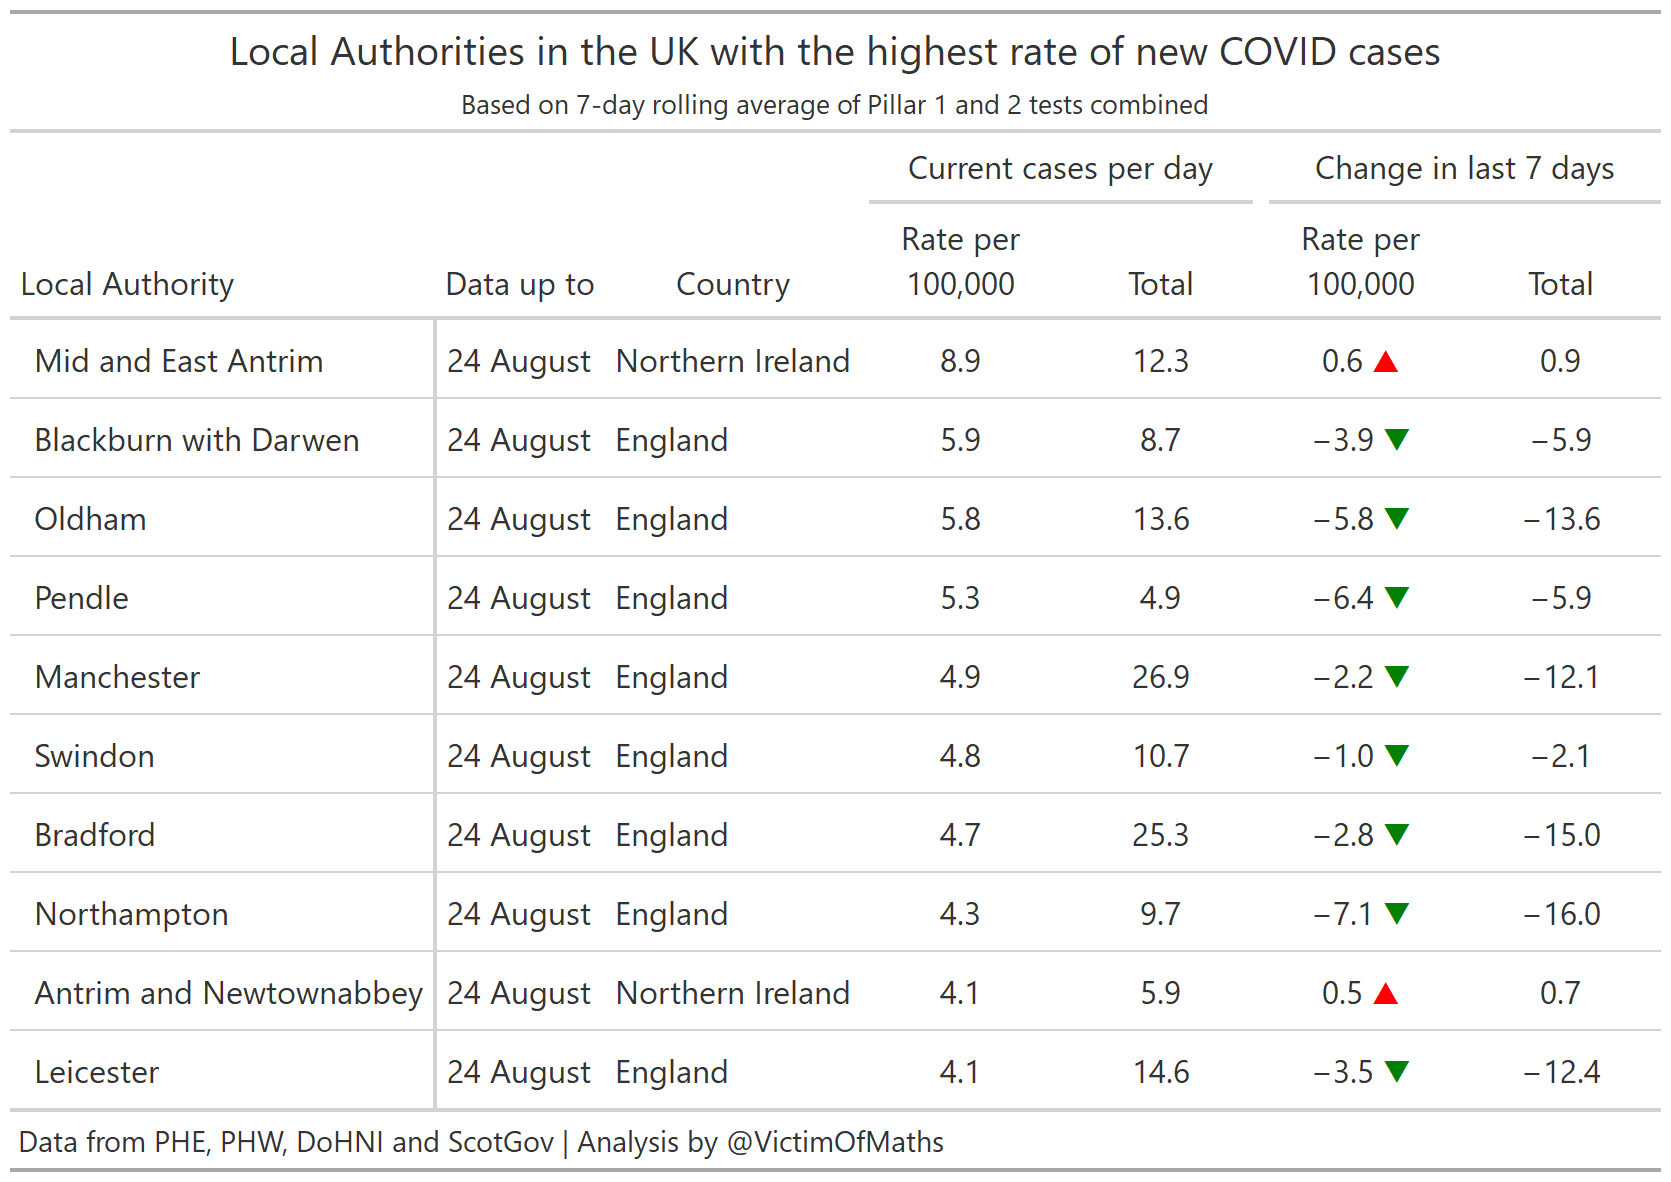 Local Authorities in the UK with the highest rate of new COVID cases
Based on 7-day rolling average of Pillar 1 and 2 tests combined
Current cases per day Change in last 7 days
Rate per Rate per
Local Authority Data up to Country 100,000 Total 100,000 Total
Mid and East Antrim 24 August Northern Ireland 8.9 12.3 0.6 ▲ 0.9
Blackburn with Darwen 24 August England 5.9 8.7 −3.9 ▼ −5.9
Oldham 24 August England 5.8 13.6 −5.8 ▼ −13.6
Pendle 24 August England 5.3 4.9 −6.4 ▼ −5.9
Manchester 24 August England 4.9 26.9 −2.2 ▼ −12.1
Swindon 24 August England 4.8 10.7 −1.0 ▼ −2.1
Bradford 24 August England 4.7 25.3 −2.8 ▼ −15.0
Northampton 24 August England 4.3 9.7 −7.1 ▼ −16.0
Antrim and Newtownabbey 24 August Northern Ireland 4.1 5.9 0.5 ▲ 0.7
Leicester 24 August England 4.1 14.6 −3.5 ▼ −12.4
Data from PHE, PHW, DoHNI and ScotGov | Analysis by @VictimOfMaths